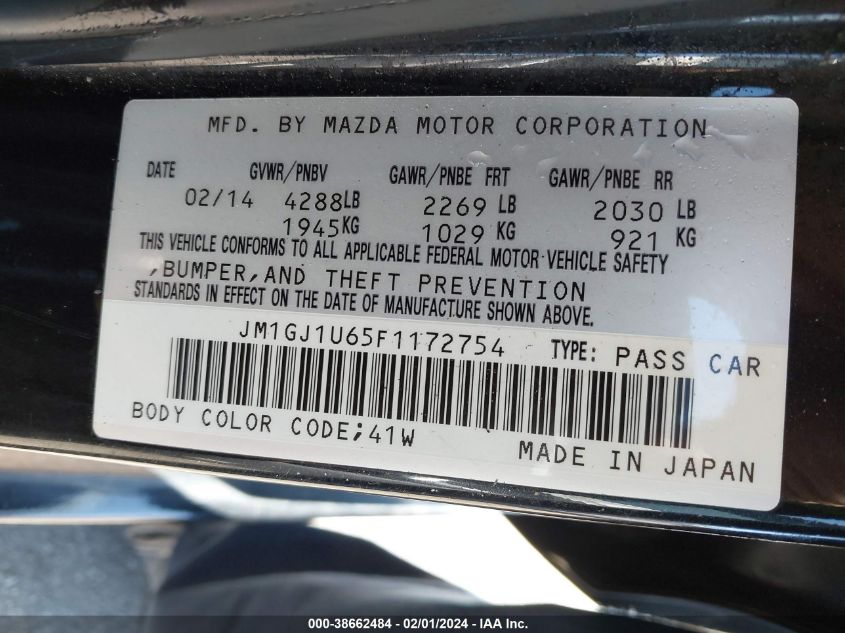 MFD. BY MAZDA MOTOR CORPORATION
DATE GVWR/PNBV GAWR/PNBE FRT GAWR/PNBE RR
02/14 4288LB 2269 LB 2030 LB
1945KG 1029 KG 921 KG
THIS VEHICLE CONFORMS TO ALL APPLICABLE FEDERAL MOTOR VEHICLE SAFETY
,BUMPER,AND THEFT PREVENTION
STANDARDS IN EFFECT ON THE DATE OF MANUFACTURE SHOWN ABOVE.
JM1GJ1U65F1172754 TYPE: PASS CAR
BODY COLOR CODE;41W
MADE IN JAPAN
000-38662484 - 02/01/2024 - IAA Inc.